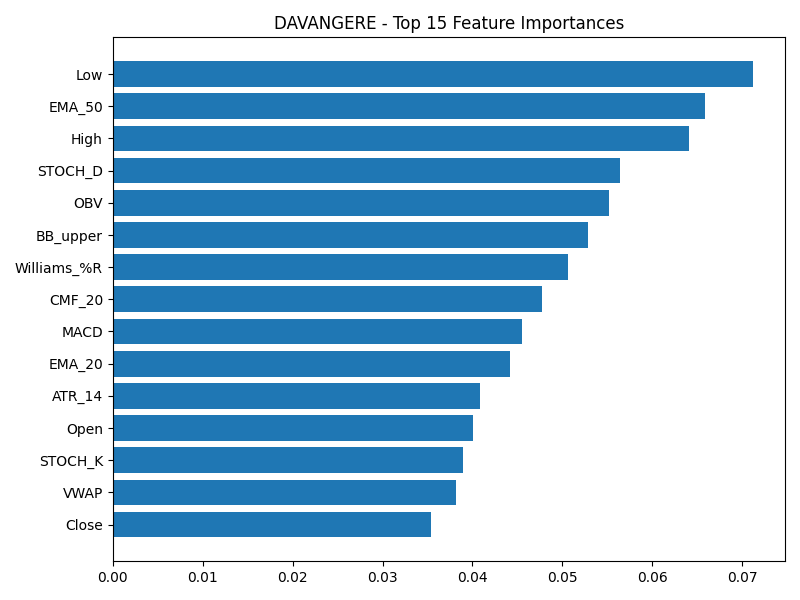 DAVANGERE - Top 15 Feature Importances
Low
EMA_50
High
STOCH_D
OBV
BB_upper
Williams_%R
CMF_20
MACD
EMA_20
ATR_14
Open
STOCH_K
VWAP
Close
0.00 0.01 0.02 0.03 0.04 0.05 0.06 0.07